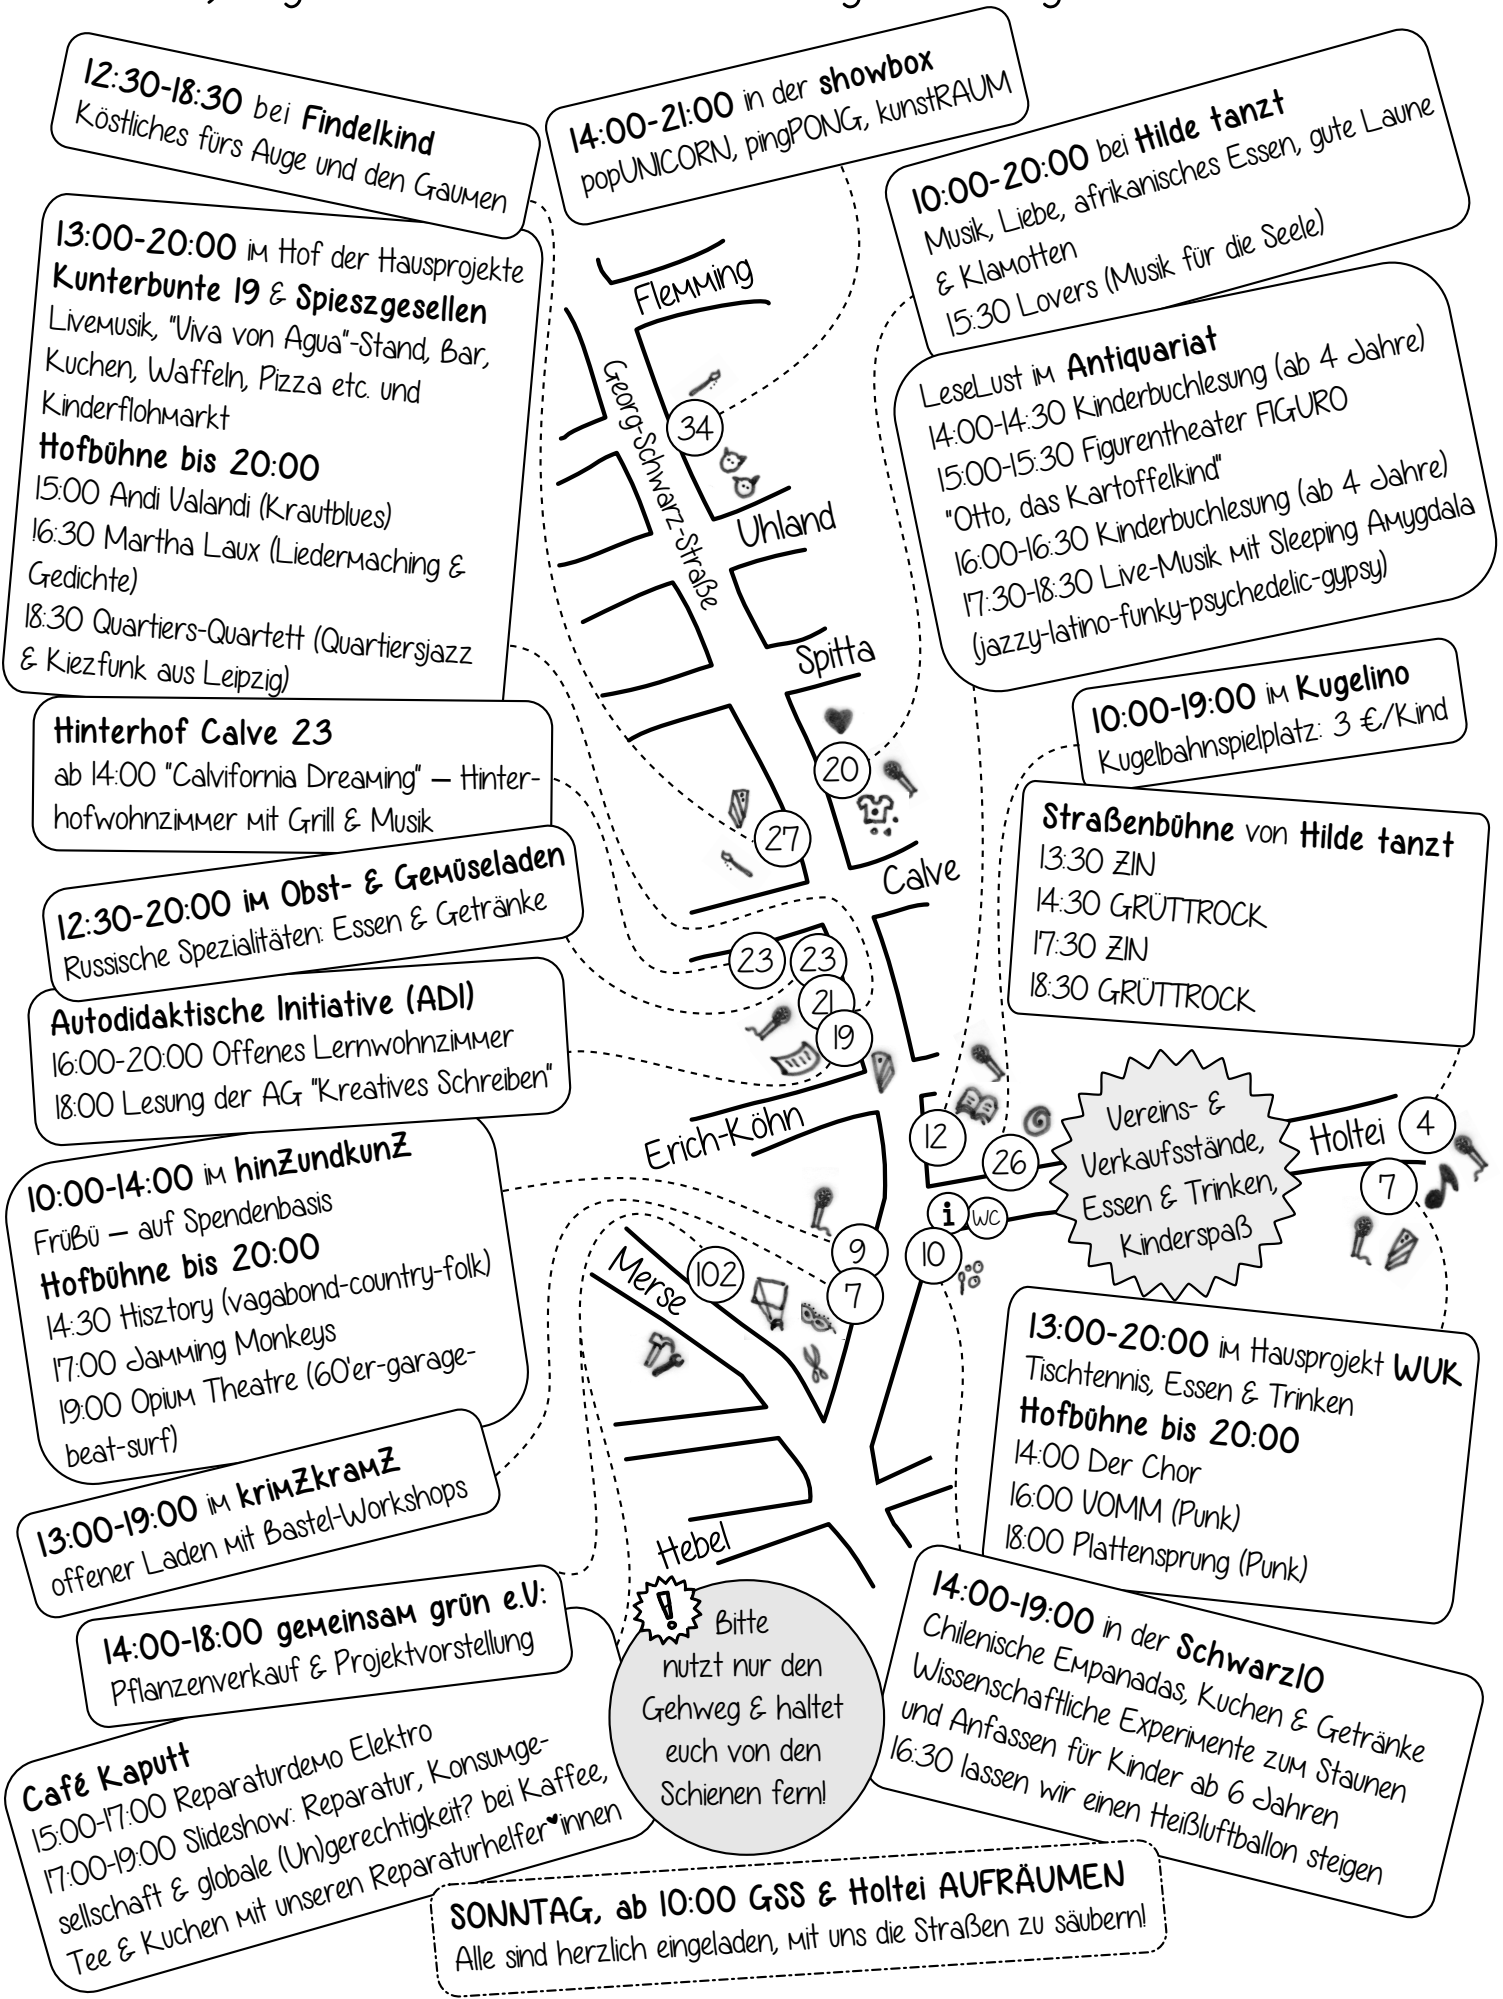 12:30-18:30 bei Findelkind
Köstliches fürs Auge und den Gaumen
14:00-21:00 in der showbox
popUNICORN, pingPONG, kunstRAUM
10:00-20:00 bei Hilde tanzt
Musik, Liebe, afrikanisches Essen, gute Laune
& Klamotten
15:30 Lovers (Musik für die Seele)
13:00-20:00 im Hof der Hausprojekte
Kunterbunte 19 & Spieszgesellen
Livemusik, "Viva von Agua"-Stand, Bar,
Kuchen, Waffeln, Pizza etc. und
Kinderflohmarkt
Hofbühne bis 20:00
15:00 Andi Valandi (Krautblues)
16:30 Martha Laux (Liedermaching &
Gedichte)
18:30 Quartiers-Quartett (Quartiersjazz
& Kiezfunk aus Leipzig)
LeseLust im Antiquariat
14:00-14:30 Kinderbuchlesung (ab 4 Jahre)
15:00-15:30 Figurentheater FIGURO
"Otto, das Kartoffelkind"
16:00-16:30 Kinderbuchlesung (ab 4 Jahre)
17:30-18:30 Live-Musik mit Sleeping Amygdala
(jazzy-latino-funky-psychedelic-gypsy)
Flemming
Georg-Schwarz-Straße
34
Uhland
Spitta
20
27
Calve
23
23
21
19
Erich-Köhn
12
26
Holtei
4
7
i
WC
10
9
7
102
Merse
Hebel
Hinterhof Calve 23
ab 14:00 "Calvifornia Dreaming" – Hinter-
hofwohnzimmer mit Grill & Musik
12:30-20:00 im Obst- & Gemüseladen
Russische Spezialitäten: Essen & Getränke
Autodidaktische Initiative (ADI)
16:00-20:00 Offenes Lernwohnzimmer
18:00 Lesung der AG "Kreatives Schreiben"
10:00-14:00 im hinZundkunZ
FrüBü – auf Spendenbasis
Hofbühne bis 20:00
14:30 Hisztory (vagabond-country-folk)
17:00 Jamming Monkeys
19:00 Opium Theatre (60'er-garage-
beat-surf)
13:00-19:00 im krimZkramZ
offener Laden mit Bastel-Workshops
14:00-18:00 gemeinsam grün e.V.:
Pflanzenverkauf & Projektvorstellung
Café Kaputt
15:00-17:00 Reparaturdemo Elektro
17:00-19:00 Slideshow: Reparatur, Konsumge-
sellschaft & globale (Un)gerechtigkeit? bei Kaffee,
Tee & Kuchen mit unseren Reparaturhelfer♥innen
10:00-19:00 im Kugelino
Kugelbahnspielplatz: 3 €/Kind
Straßenbühne von Hilde tanzt
13:30 ZIN
14:30 GRÜTTROCK
17:30 ZIN
18:30 GRÜTTROCK
Vereins- &
Verkaufsstände,
Essen & Trinken,
Kinderspaß
13:00-20:00 im Hausprojekt WUK
Tischtennis, Essen & Trinken
Hofbühne bis 20:00
14:00 Der Chor
16:00 VOMM (Punk)
18:00 Plattensprung (Punk)
14:00-19:00 in der Schwarz10
Chilenische Empanadas, Kuchen & Getränke
Wissenschaftliche Experimente zum Staunen
und Anfassen für Kinder ab 6 Jahren
16:30 lassen wir einen Heißluftballon steigen
!
Bitte
nutzt nur den
Gehweg & haltet
euch von den
Schienen fern!
SONNTAG, ab 10:00 GSS & Holtei AUFRÄUMEN
Alle sind herzlich eingeladen, mit uns die Straßen zu säubern!